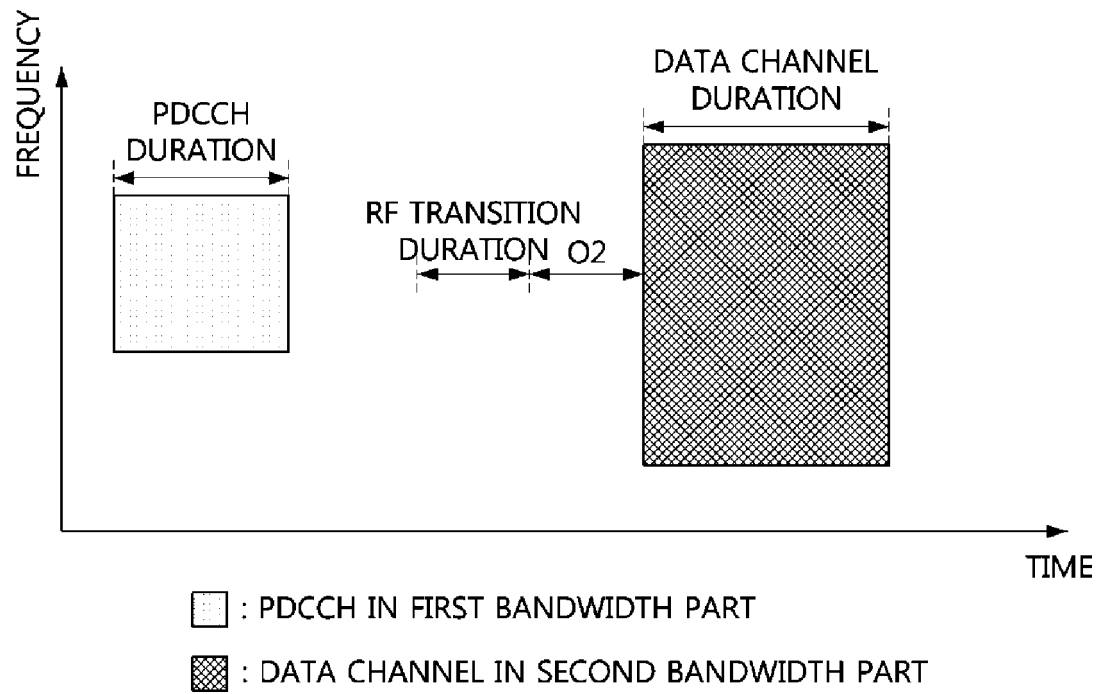 FREQUENCY
PDCCH
DURATION
DATA CHANNEL
DURATION
RF TRANSITION
DURATION
O2
TIME
: PDCCH IN FIRST BANDWIDTH PART
: DATA CHANNEL IN SECOND BANDWIDTH PART